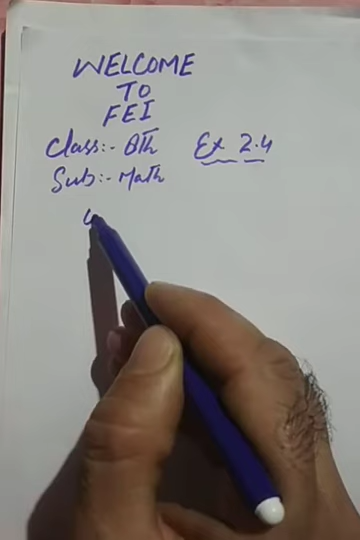 WELCOME
TO
FEI
Class:- 8Th Ex 2.4
Sub:- Math